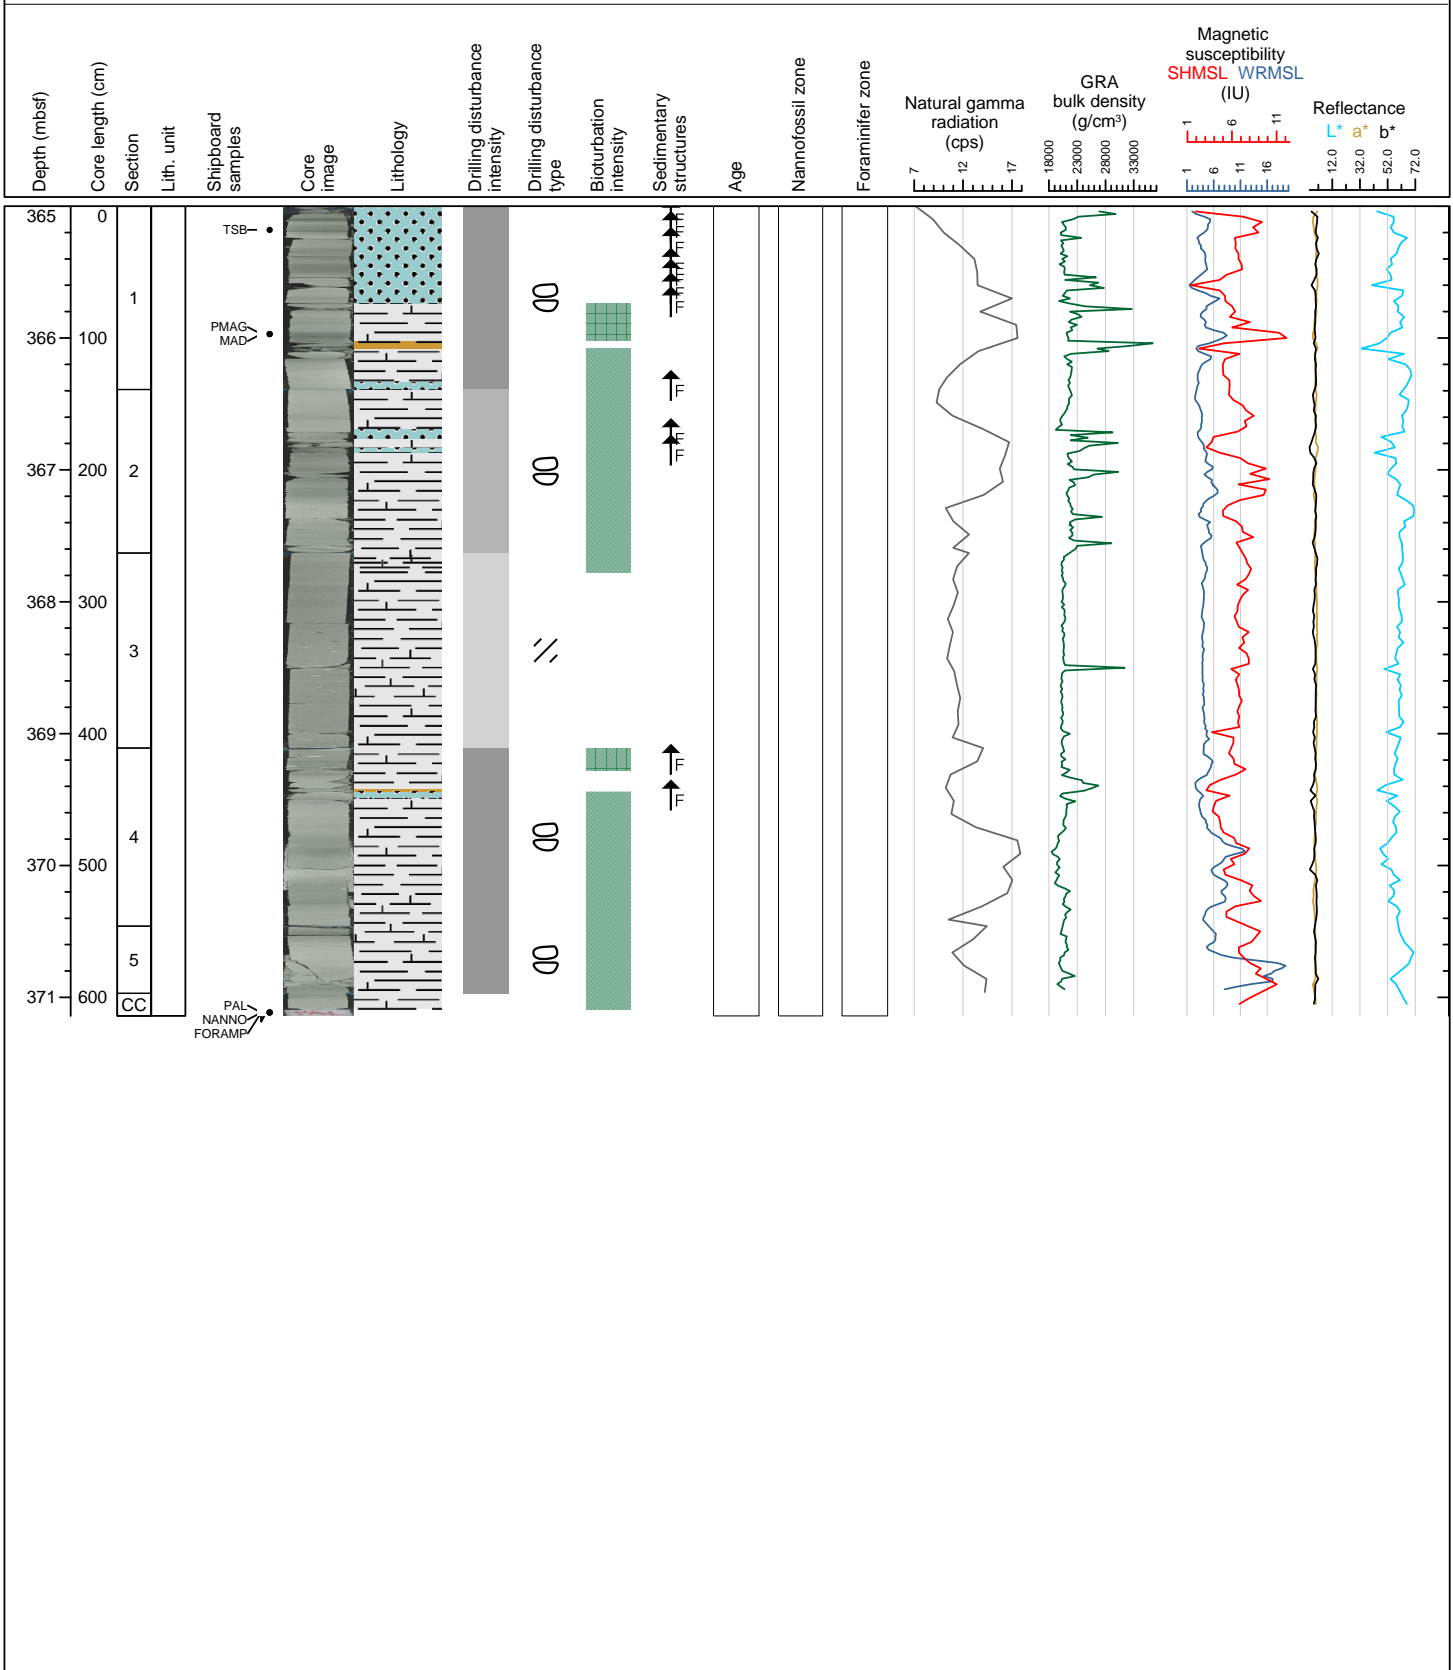 Depth (mbsf)
Core length (cm)
Section
Lith. unit
Shipboard
samples
Core
image
Lithology
Drilling disturbance
intensity
Drilling disturbance
type
Bioturbation
intensity
Sedimentary
structures
Age
Nannofossil zone
Foraminifer zone
Natural gamma
radiation
(cps)
7 12 17
GRA
bulk density
(g/cm³)
18000 23000 28000 33000
Magnetic
susceptibility
SHMSL WRMSL
(IU)
1 6 11
1 6 11 16
Reflectance
L* a* b*
12.0 32.0 52.0 72.0
365 0
TSB
F
F
F
F
F
F
F
1
PMAG
366 100
MAD
F
F
F
367 200
2
368 300
3
369 400
F
F
4
370 500
5
371 600
CC
PAL
NANNO
FORAMP